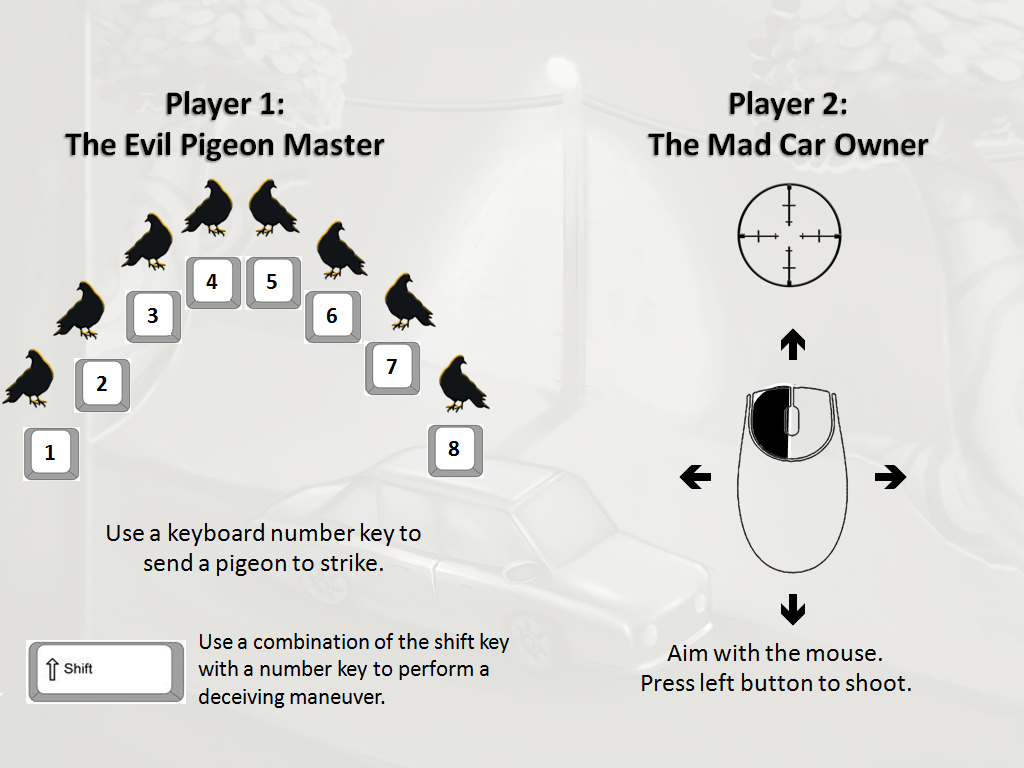 Player 1:
The Evil Pigeon Master
4
5
3
6
7
2
8
1
Use a keyboard number key to
send a pigeon to strike.
Shift
Use a combination of the shift key
with a number key to perform a
deceiving maneuver.
Player 2:
The Mad Car Owner
Aim with the mouse.
Press left button to shoot.